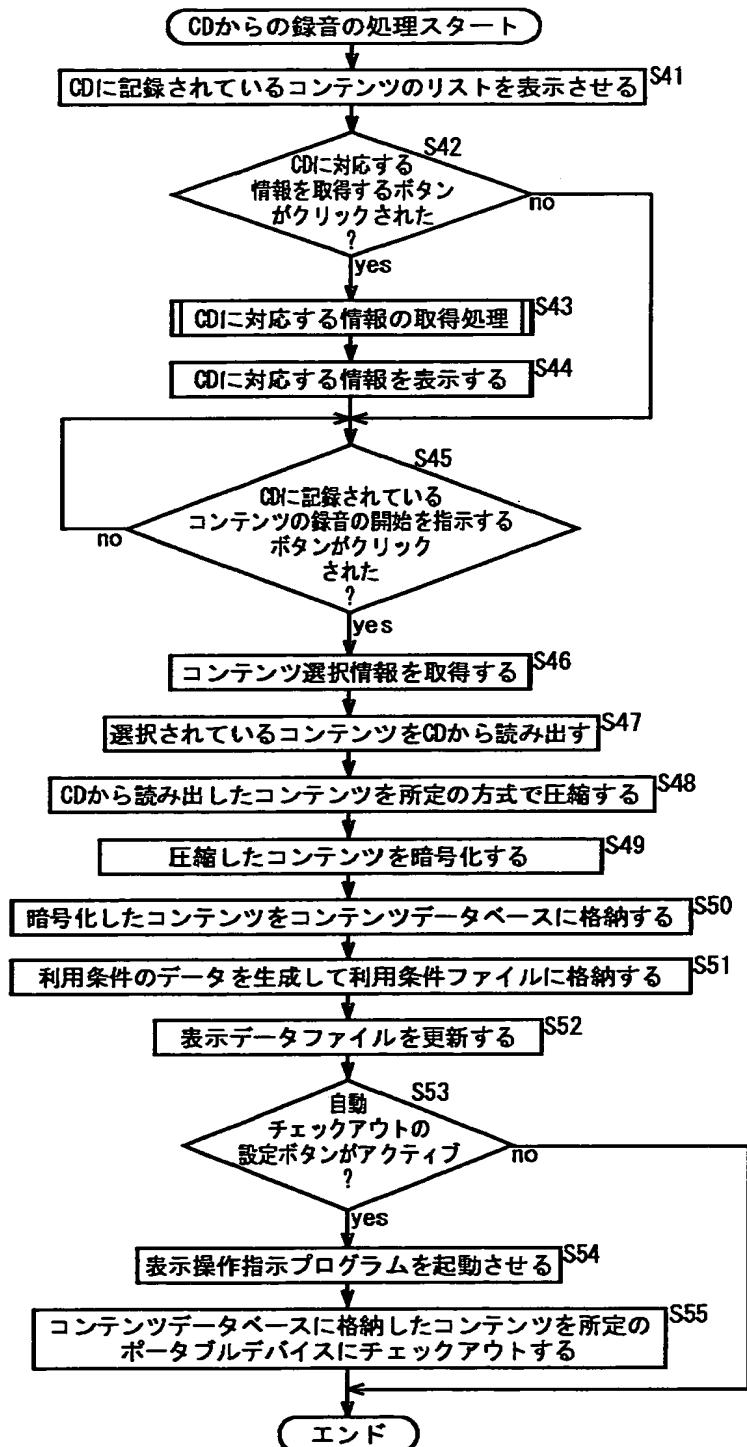 CDからの録音の処理スタート
CDに記録されているコンテンツのリストを表示させる
S41
S42
CDに対応する
情報を取得するボタン
がクリックされた
?
no
yes
CDに対応する情報の取得処理
S43
CDに対応する情報を表示する
S44
S45
CDに記録されている
コンテンツの録音の開始を指示する
ボタンがクリック
された
?
no
yes
コンテンツ選択情報を取得する
S46
選択されているコンテンツをCDから読み出す
S47
CDから読み出したコンテンツを所定の方式で圧縮する
S48
圧縮したコンテンツを暗号化する
S49
暗号化したコンテンツをコンテンツデータベースに格納する
S50
利用条件のデータを生成して利用条件ファイルに格納する
S51
表示データファイルを更新する
S52
S53
自動
チェックアウトの
設定ボタンがアクティブ
?
no
yes
表示操作指示プログラムを起動させる
S54
コンテンツデータベースに格納したコンテンツを所定の
ポータブルデバイスにチェックアウトする
S55
エンド